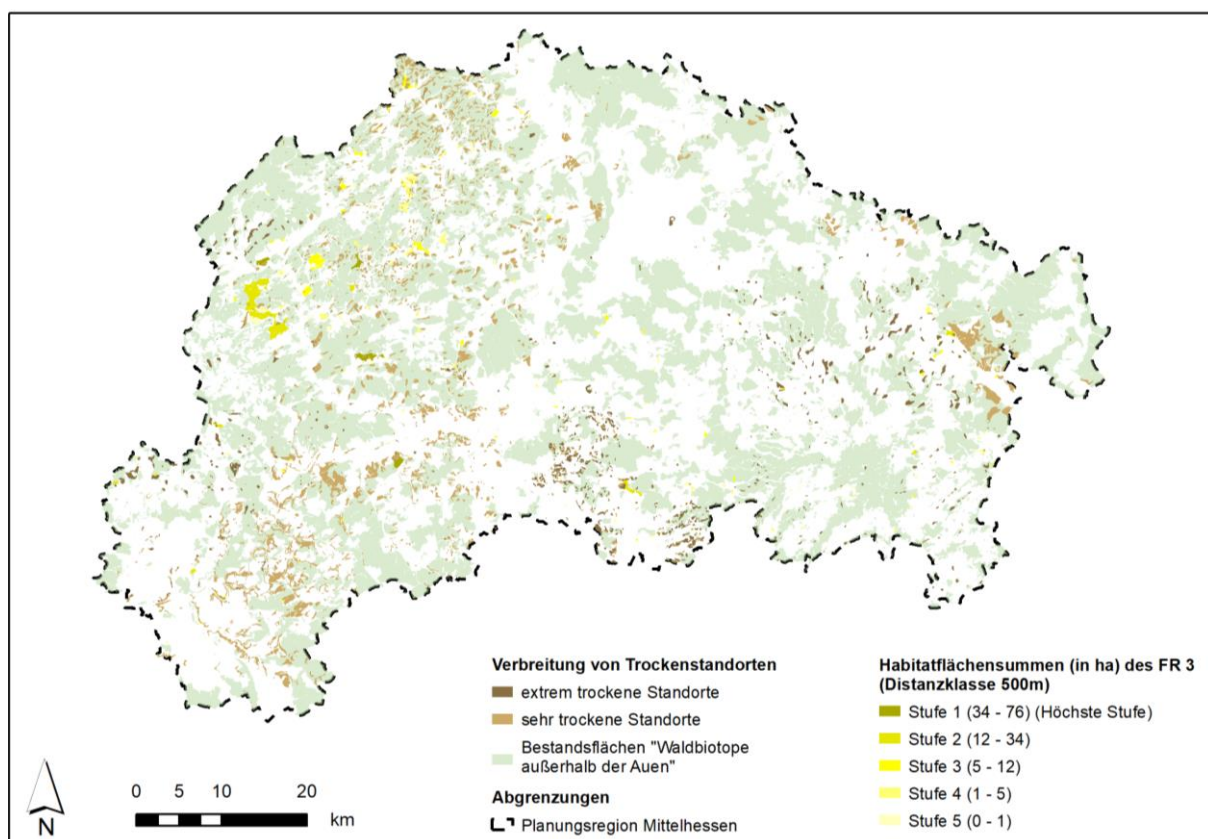 Verbreitung von Trockenstandorten
extrem trockene Standorte
sehr trockene Standorte
Bestandsflächen "Waldbiotope
außerhalb der Auen"
Abgrenzungen
Planungsregion Mittelhessen
Habitatflächensummen (in ha) des FR 3
(Distanzklasse 500m)
Stufe 1 (34 - 76) (Höchste Stufe)
Stufe 2 (12 - 34)
Stufe 3 (5 - 12)
Stufe 4 (1 - 5)
Stufe 5 (0 - 1)
N
0 5 10 20
km